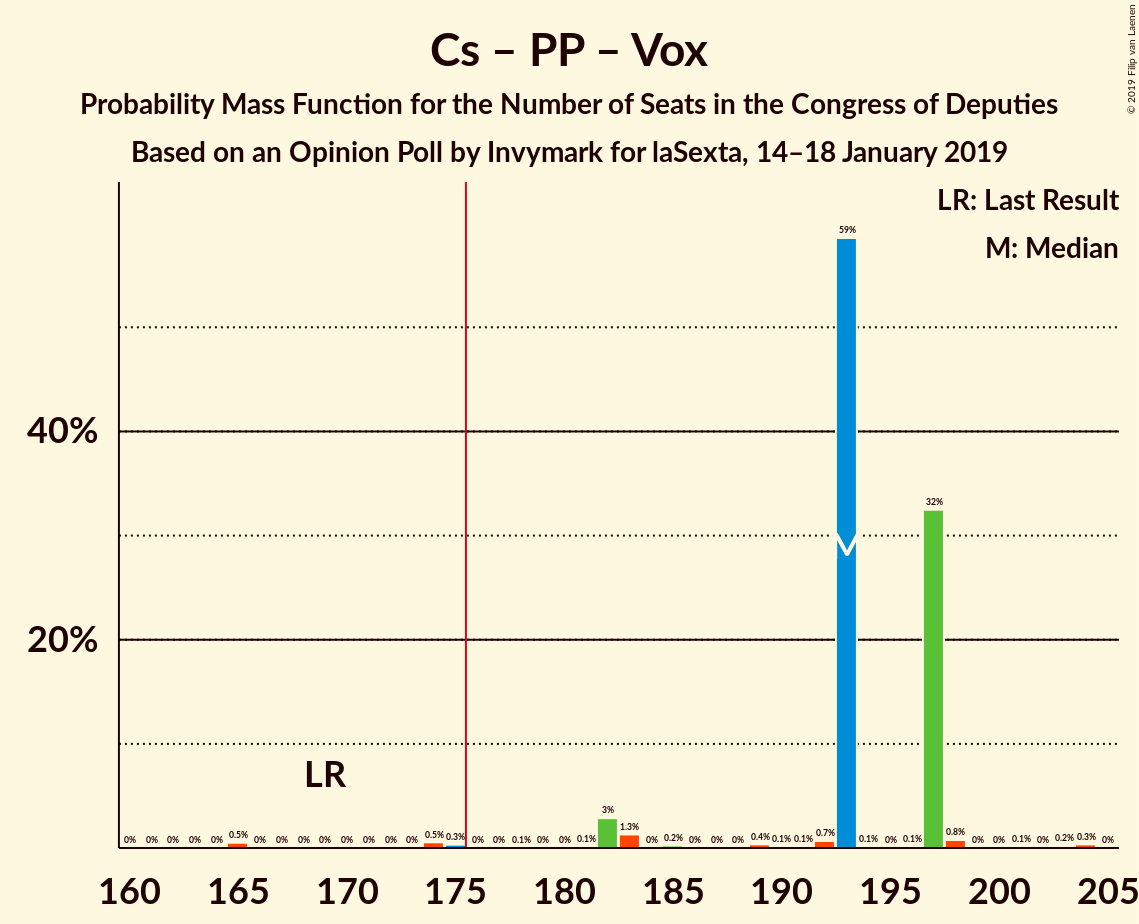 Cs – PP – Vox
Probability Mass Function for the Number of Seats in the Congress of Deputies
Based on an Opinion Poll by Invymark for laSexta, 14–18 January 2019
© 2019 Filip van Laenen
LR: Last Result
M: Median
59%
40%
32%
20%
LR
3%
1.3%
0% 0% 0% 0% 0% 0.5% 0% 0% 0% 0% 0% 0% 0% 0% 0.5% 0.3% 0% 0% 0.1% 0% 0% 0.1% 0% 0.2% 0% 0% 0% 0.4% 0.1% 0.1% 0.7% 0.1% 0% 0.1% 0.8% 0% 0% 0.1% 0% 0.2% 0.3% 0%
160 165 170 175 180 185 190 195 200 205